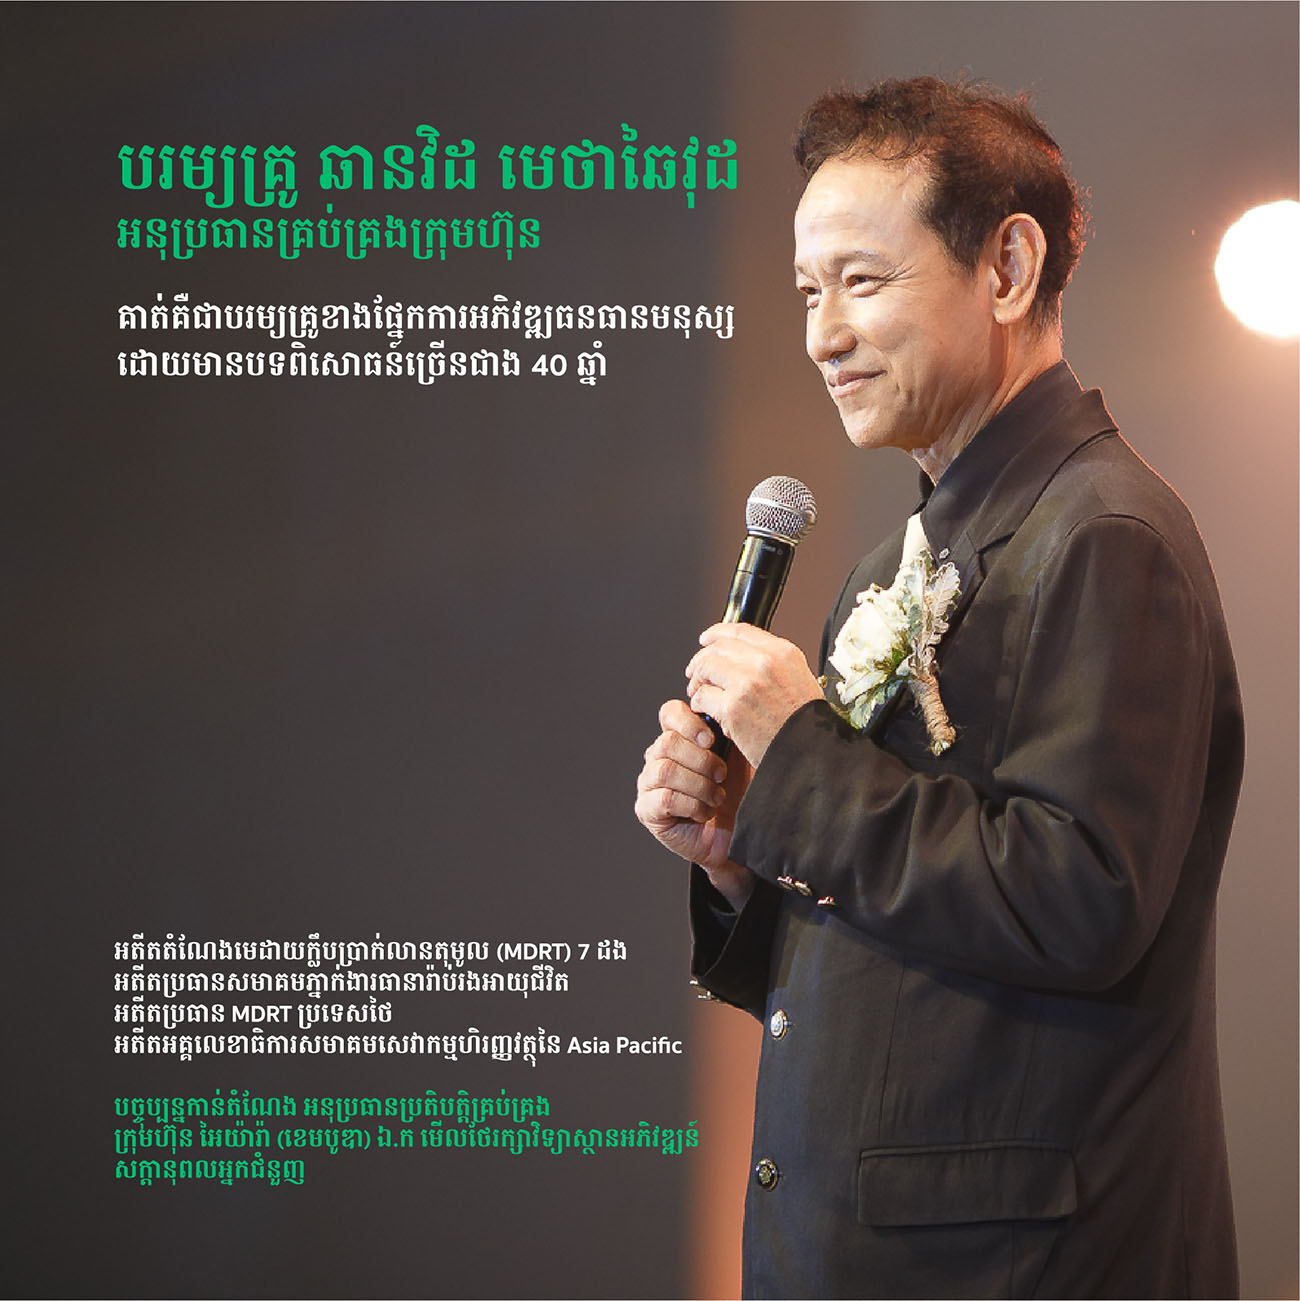 បរម្យគ្រូ ឆានវិដ មេថាឆៃវុដ
អនុប្រធានគ្រប់គ្រងក្រុមហ៊ុន
គាត់គឺជាបរម្យគ្រូខាងផ្នែកការអភិវឌ្ឍធនធានមនុស្ស
ដោយមានបទពិសោធន៍ច្រើនជាង 40 ឆ្នាំ
អតីតតំណែងមេដាយក្លឹបប្រាក់លានតុមូល (MDRT) 7 ដង
អតីតប្រធានសមាគមភ្នាក់ងារធានារ៉ាប់រងអាយុជីវិត
អតីតប្រធាន MDRT ប្រទេសថៃ
អតីតអគ្គលេខាធិការសមាគមសេវាកម្មហិរញ្ញវត្ថុនៃ Asia Pacific
បច្ចុប្បន្នកាន់តំណែង អនុប្រធានប្រតិបត្តិគ្រប់គ្រង
ក្រុមហ៊ុន អៃយ៉ារ៉ា (ខេមបូឌា) ឯ.ក មើលថែរក្សាវិទ្យាស្ថានអភិវឌ្ឍន៍
សក្តានុពលអ្នកជំនួញ